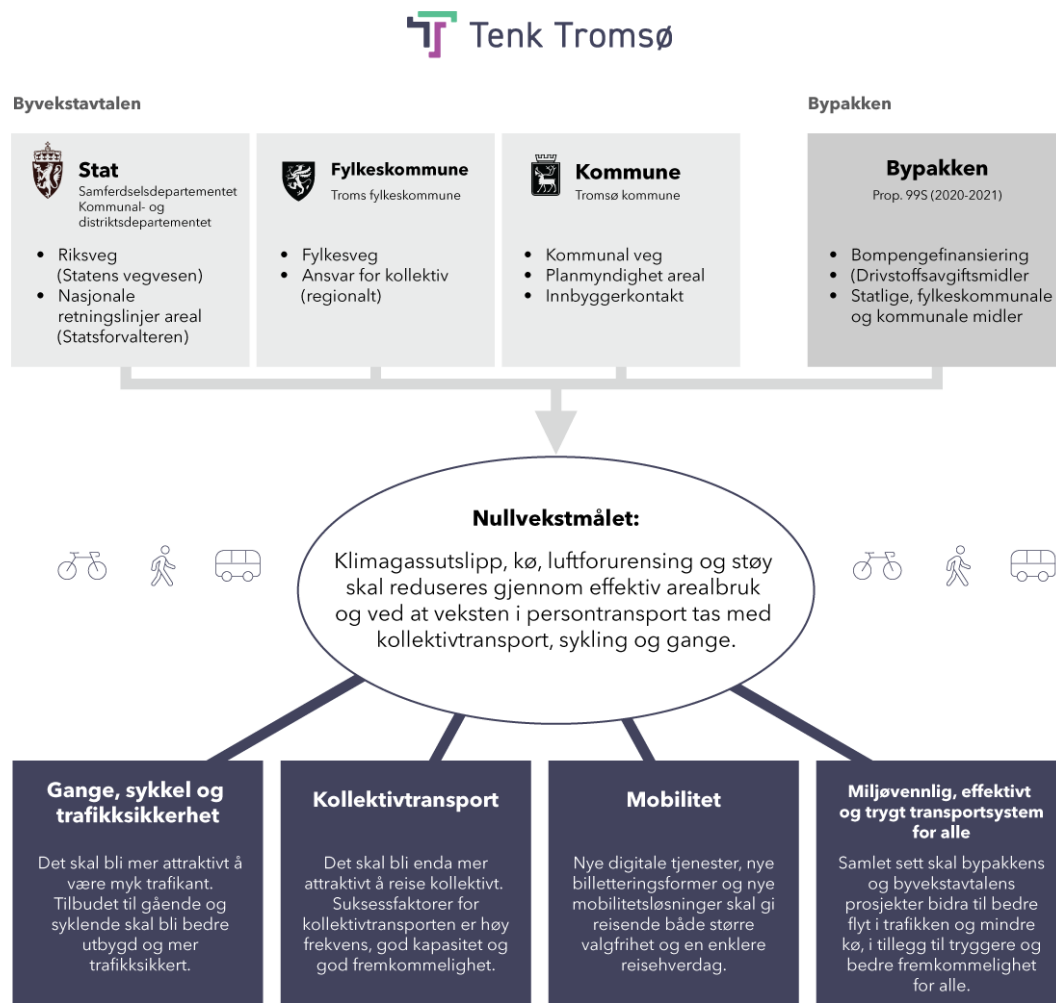 Tenk Tromsø
Byvekstavtalen
Bypakken
Stat
Samferdselsdepartementet
Kommunal- og
distriktsdepartementet
• Riksveg
(Statens vegvesen)
• Nasjonale
retningslinjer areal
(Statsforvalteren)
Fylkeskommune
Troms fylkeskommune
• Fylkesveg
• Ansvar for kollektiv
(regionalt)
Kommune
Tromsø kommune
• Kommunal veg
• Planmyndighet areal
• Innbyggerkontakt
Bypakken
Prop. 99S (2020-2021)
• Bompengefinansiering
• (Drivstoffsavgiftsmidler
• Statlige, fylkeskommunale
og kommunale midler
Nullvekstmålet:
Klimagassutslipp, kø, luftforurensing og støy
skal reduseres gjennom effektiv arealbruk
og ved at veksten i persontransport tas med
kollektivtransport, sykling og gange.
Gange, sykkel og
trafikksikkerhet
Det skal bli mer attraktivt å
være myk trafikant.
Tilbudet til gående og
syklende skal bli bedre
utbygd og mer
trafikksikkert.
Kollektivtransport
Det skal bli enda mer
attraktivt å reise kollektivt.
Suksessfaktorer for
kollektivtransporten er høy
frekvens, god kapasitet og
god fremkommelighet.
Mobilitet
Nye digitale tjenester, nye
billetteringsformer og nye
mobilitetsløsninger skal gi
reisende både større
valgfrihet og en enklere
reisehverdag.
Miljøvennlig, effektivt
og trygt transportsystem
for alle
Samlet sett skal bypakkens
og byvekstavtalens
prosjekter bidra til bedre
flyt i trafikken og mindre
kø, i tillegg til tryggere og
bedre fremkommelighet
for alle.